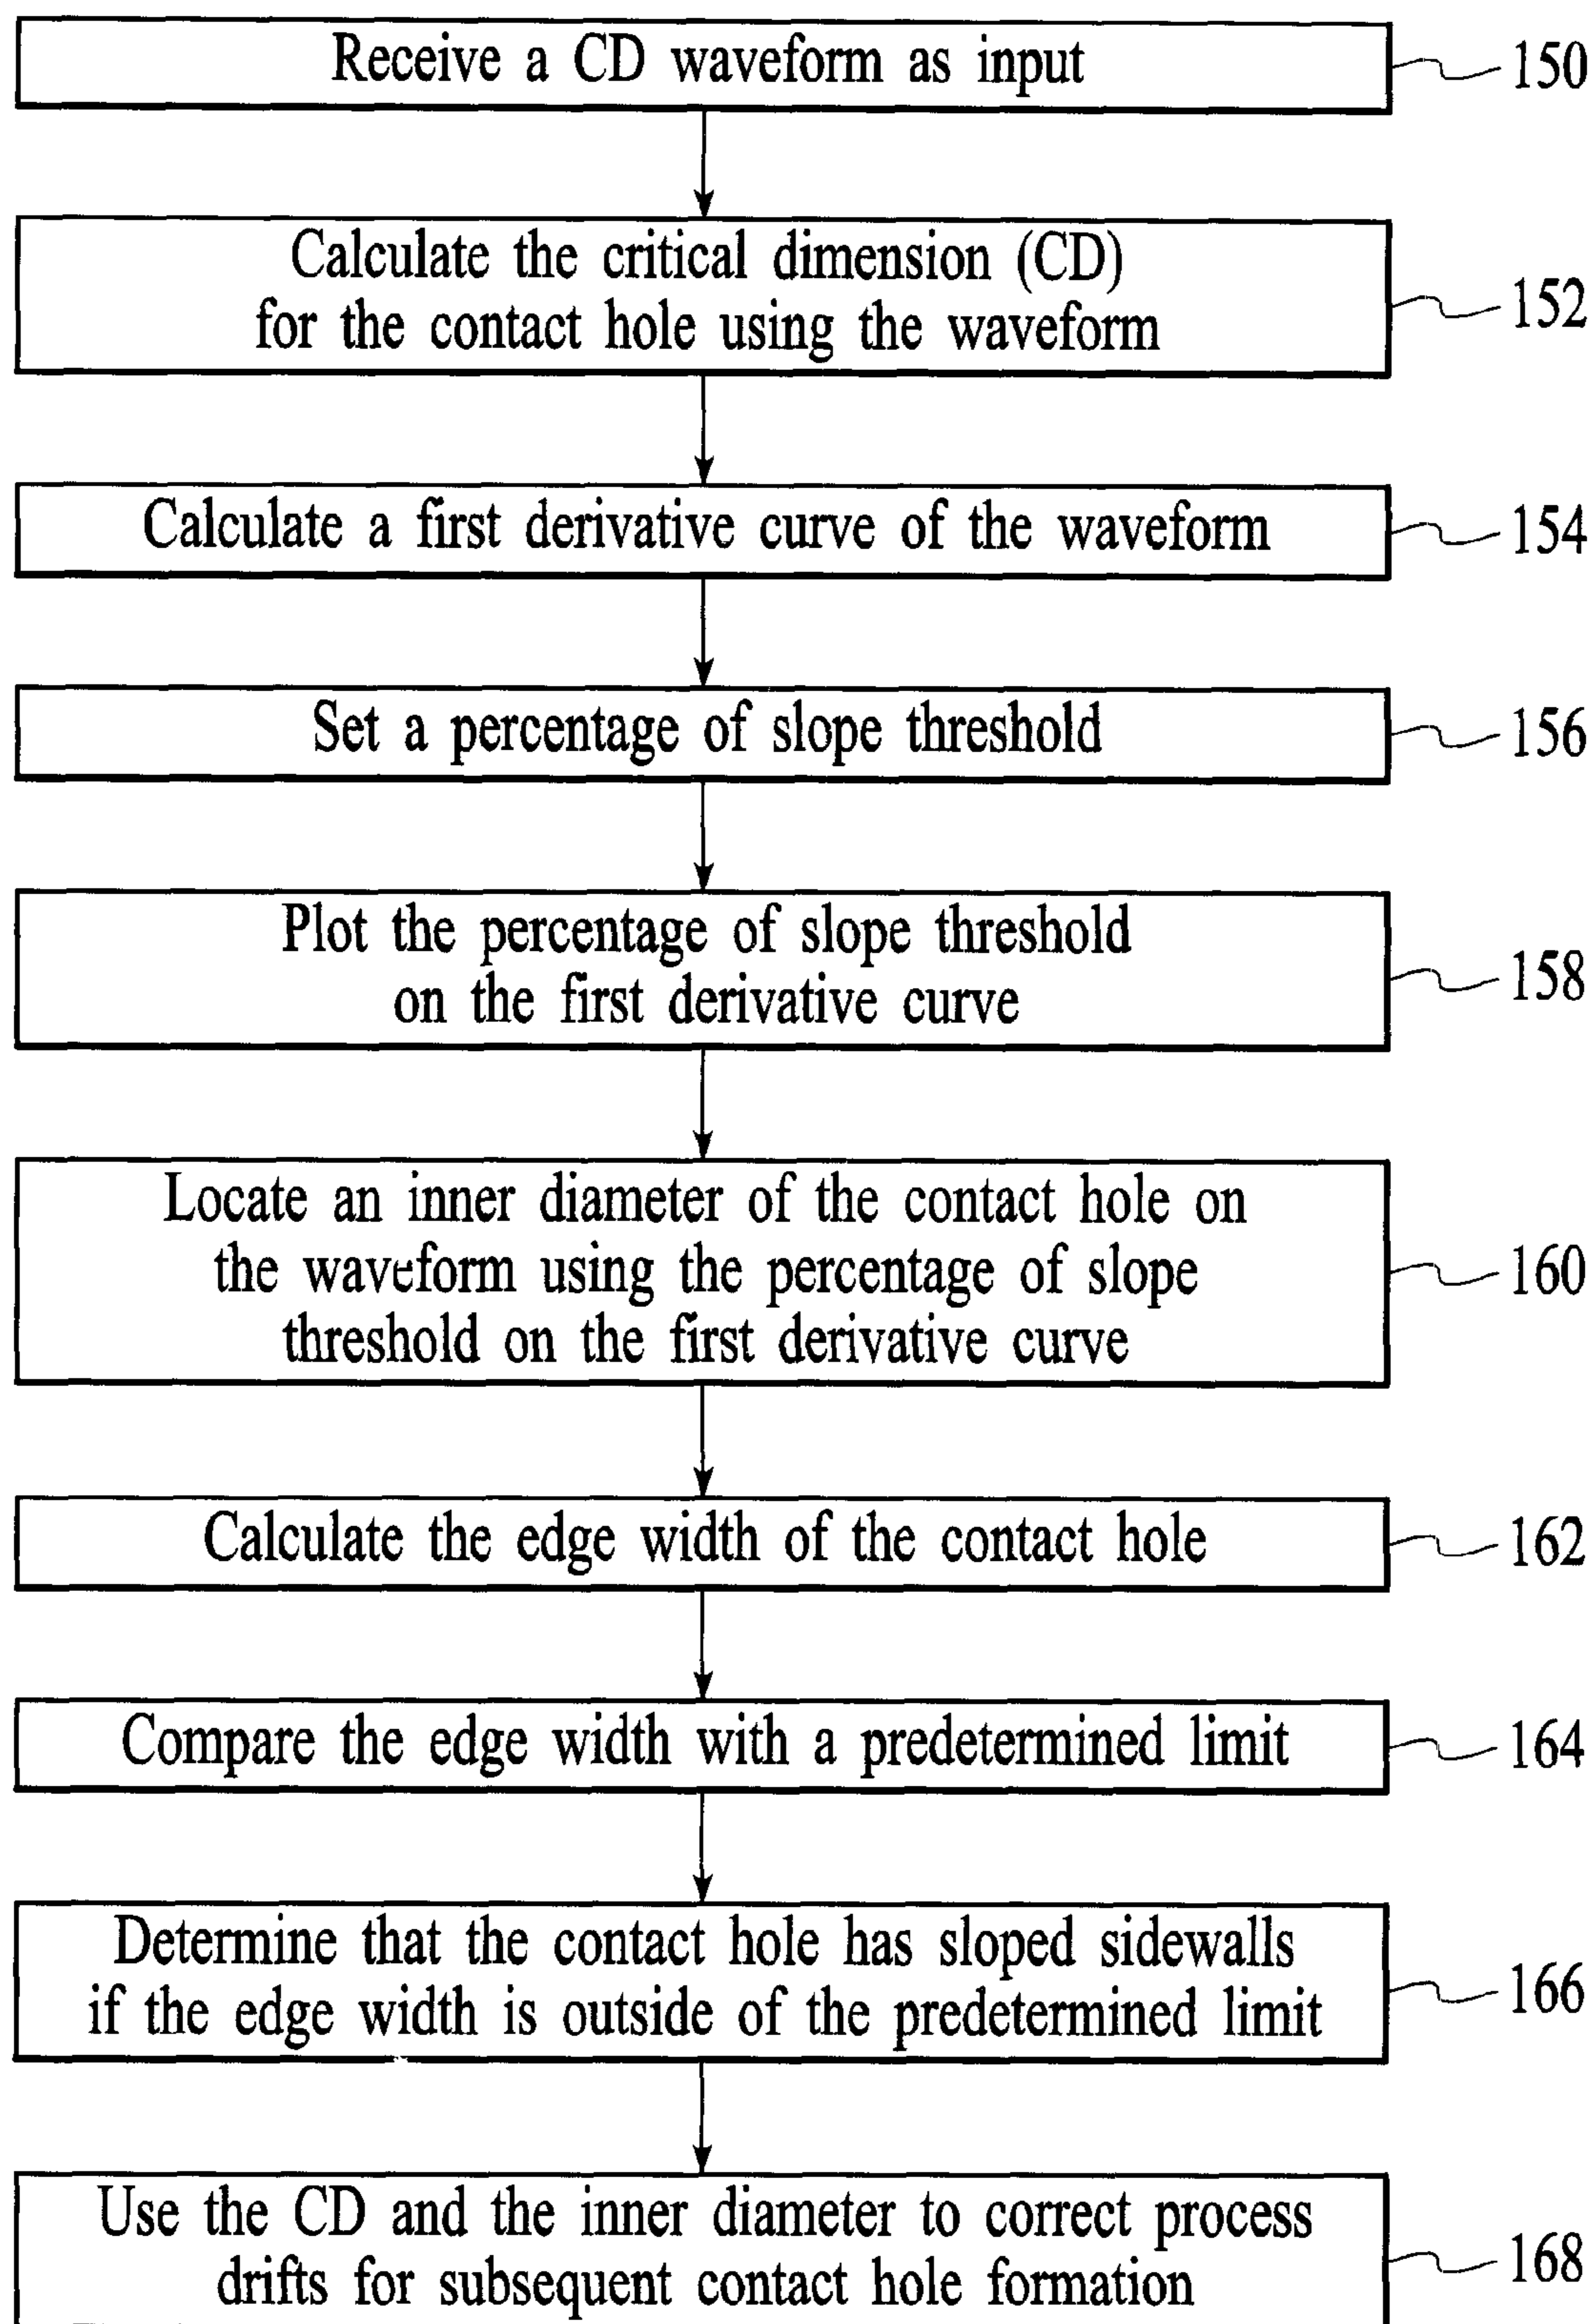 Receive a CD waveform as input
150
Calculate the critical dimension (CD)
for the contact hole using the waveform
152
Calculate a first derivative curve of the waveform
154
Set a percentage of slope threshold
156
Plot the percentage of slope threshold
on the first derivative curve
158
Locate an inner diameter of the contact hole on
the waveform using the percentage of slope
threshold on the first derivative curve
160
Calculate the edge width of the contact hole
162
Compare the edge width with a predetermined limit
164
Determine that the contact hole has sloped sidewalls
if the edge width is outside of the predetermined limit
166
Use the CD and the inner diameter to correct process
drifts for subsequent contact hole formation
168